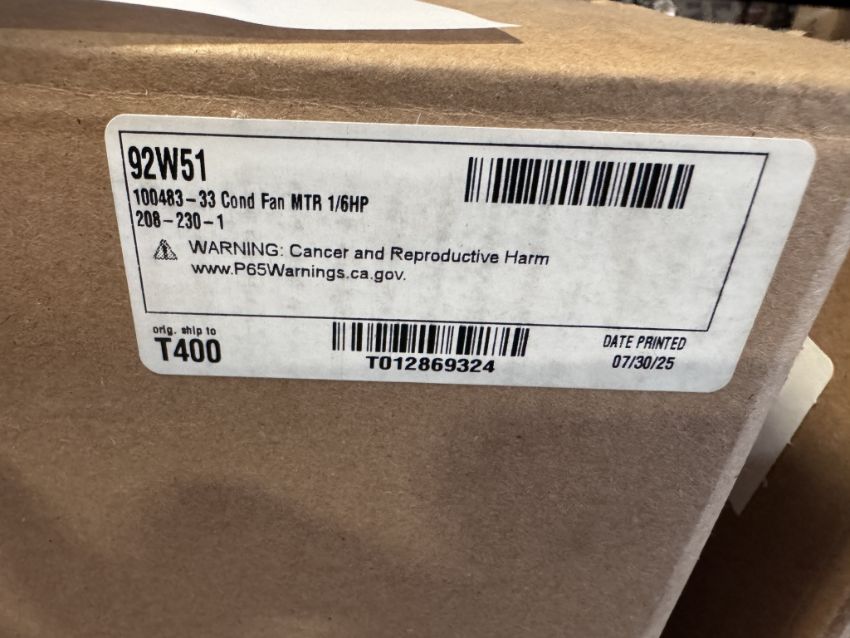 92W51
100483-33 Cond Fan MTR 1/6HP
208-230-1
WARNING: Cancer and Reproductive Harm
www.P65Warnings.ca.gov.
orig. ship to
T400
T012869324
DATE PRINTED
07/30/25